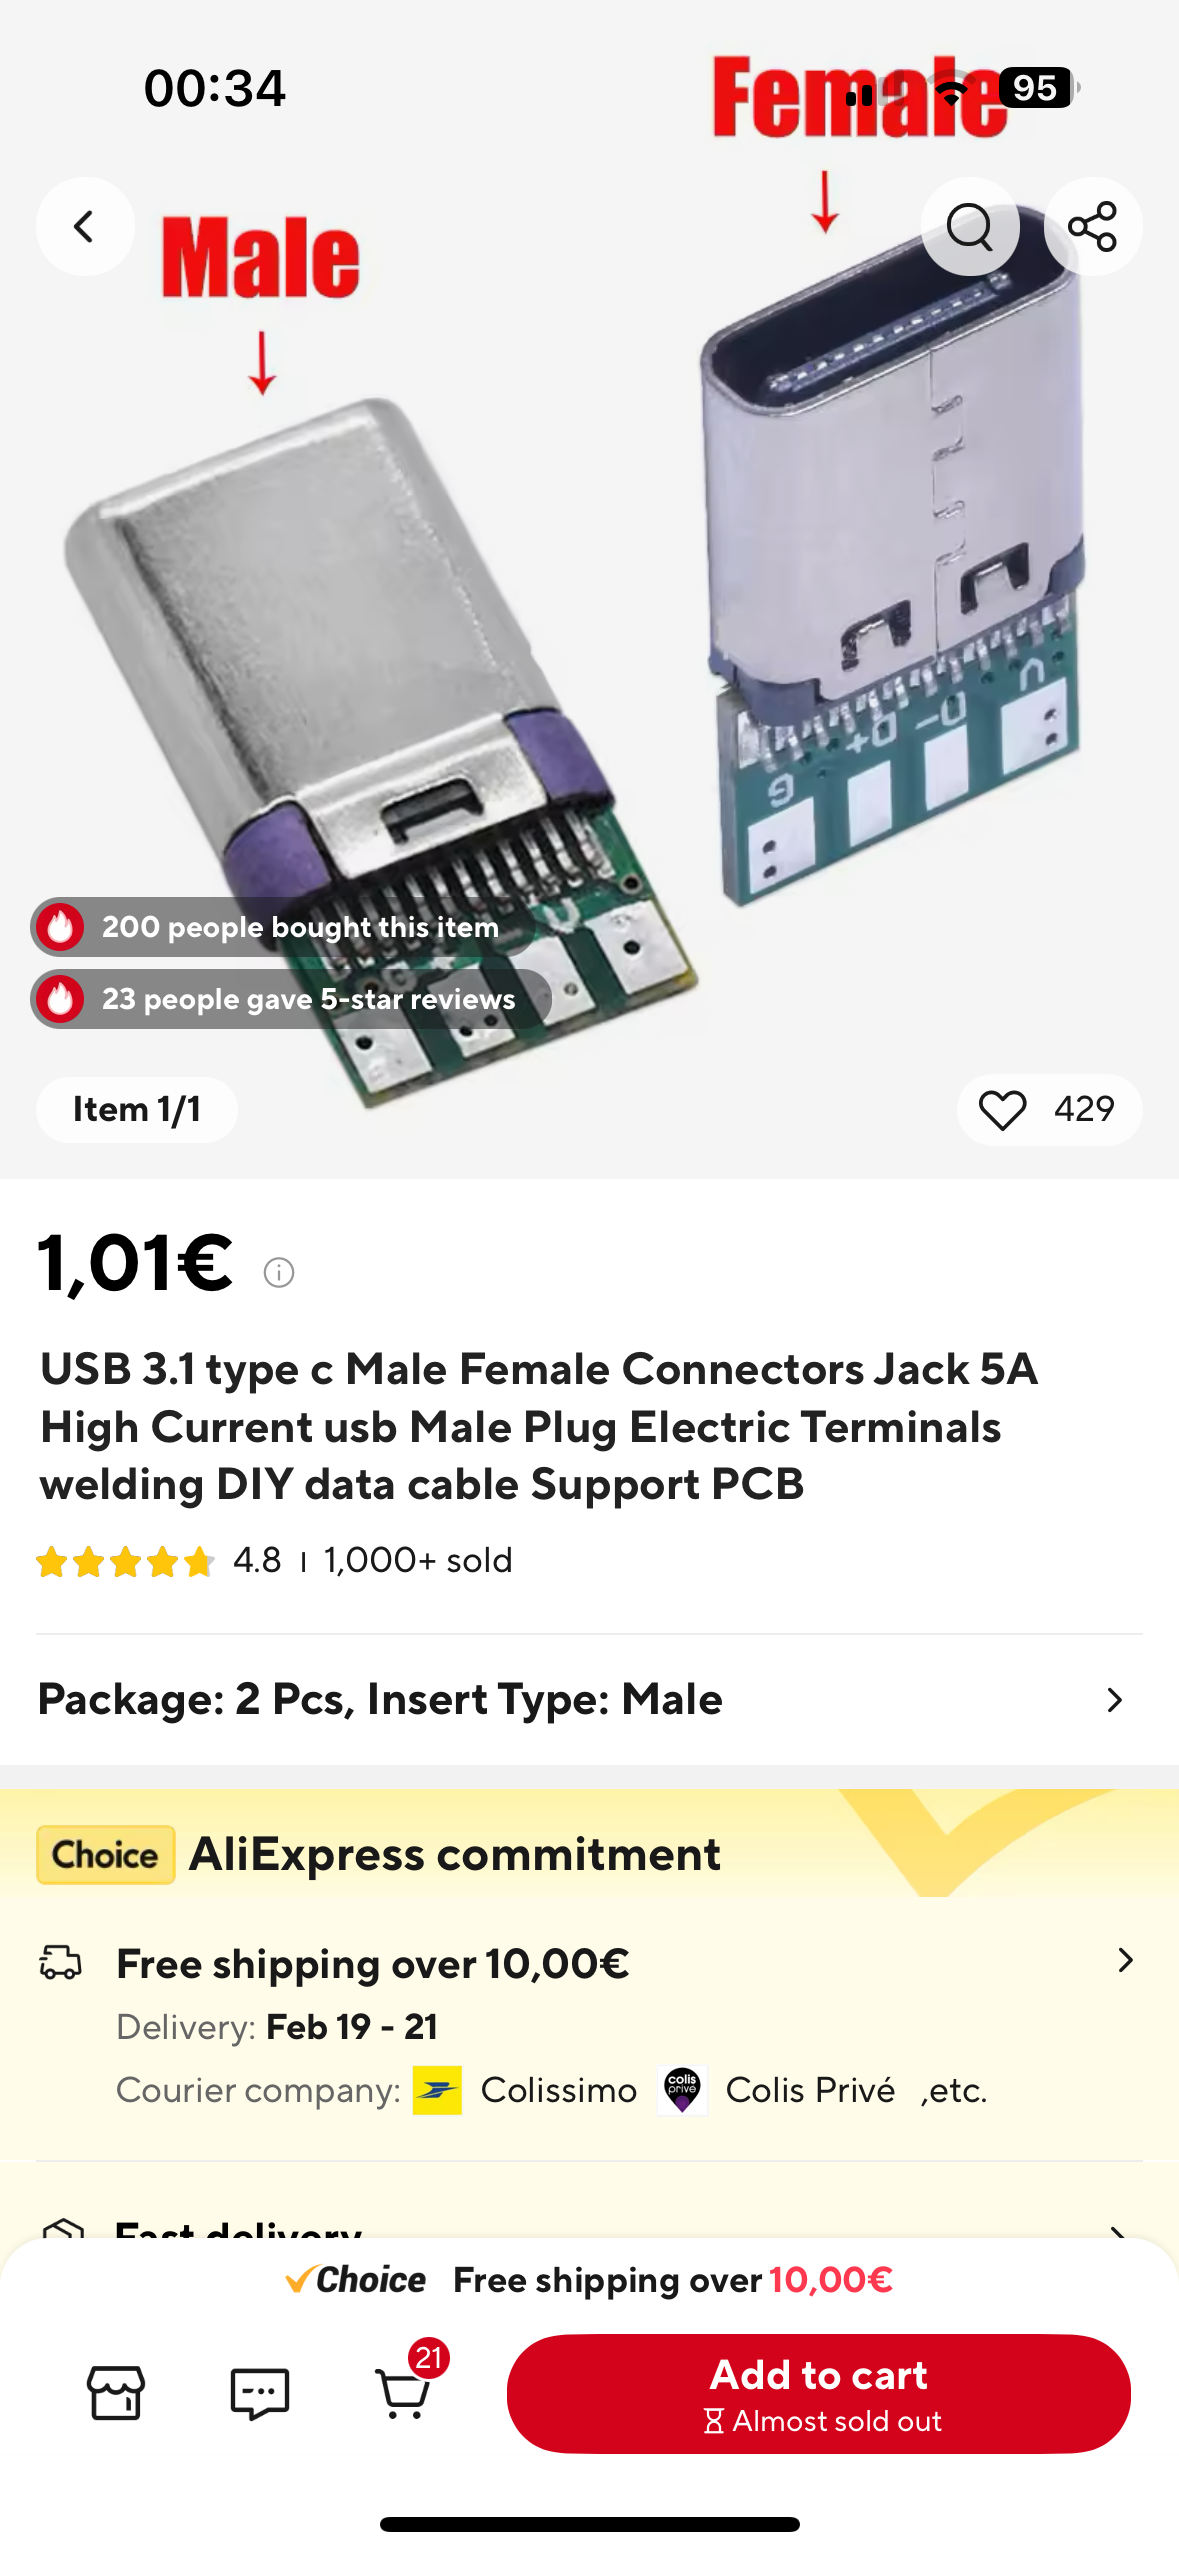 00:34
Female
95
Male
V
D-
D+
G
U
G
200 people bought this item
23 people gave 5-star reviews
Item 1/1
429
1,01€
USB 3.1 type c Male Female Connectors Jack 5A
High Current usb Male Plug Electric Terminals
welding DIY data cable Support PCB
4.8
1,000+ sold
Package: 2 Pcs, Insert Type: Male
Choice
AliExpress commitment
Free shipping over 10,00€
Delivery: Feb 19 - 21
Courier company: Colissimo colis privé Colis Privé ,etc.
Fast delivery
Choice Free shipping over 10,00€
21
Add to cart
Almost sold out